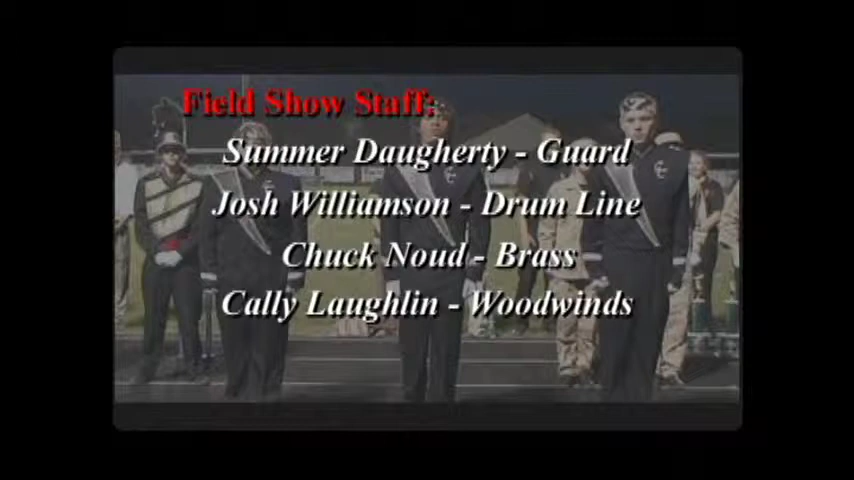 Field Show Staff:
Summer Daugherty - Guard
Josh Williamson - Drum Line
Chuck Noud - Brass
Cally Laughlin - Woodwinds